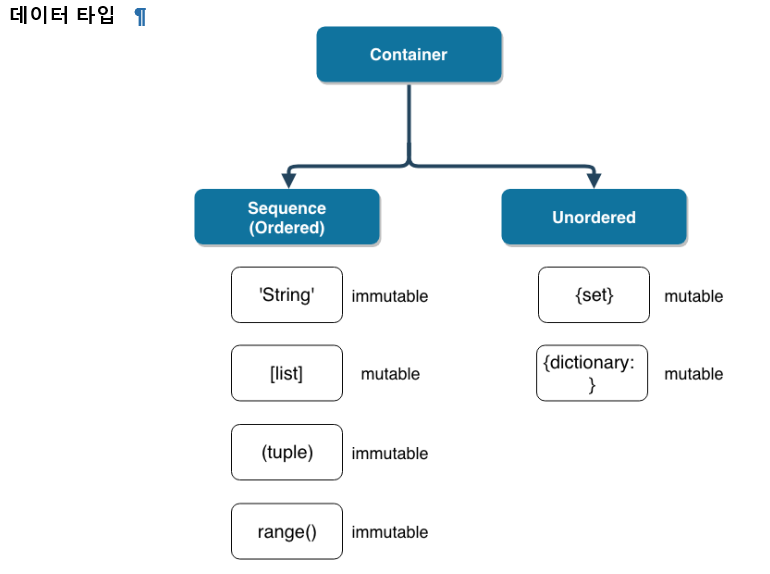 데이터 타입 ¶
Container
Sequence
(Ordered)
Unordered
'String' immutable
{set} mutable
[list] mutable
{dictionary:
} mutable
(tuple) immutable
range() immutable